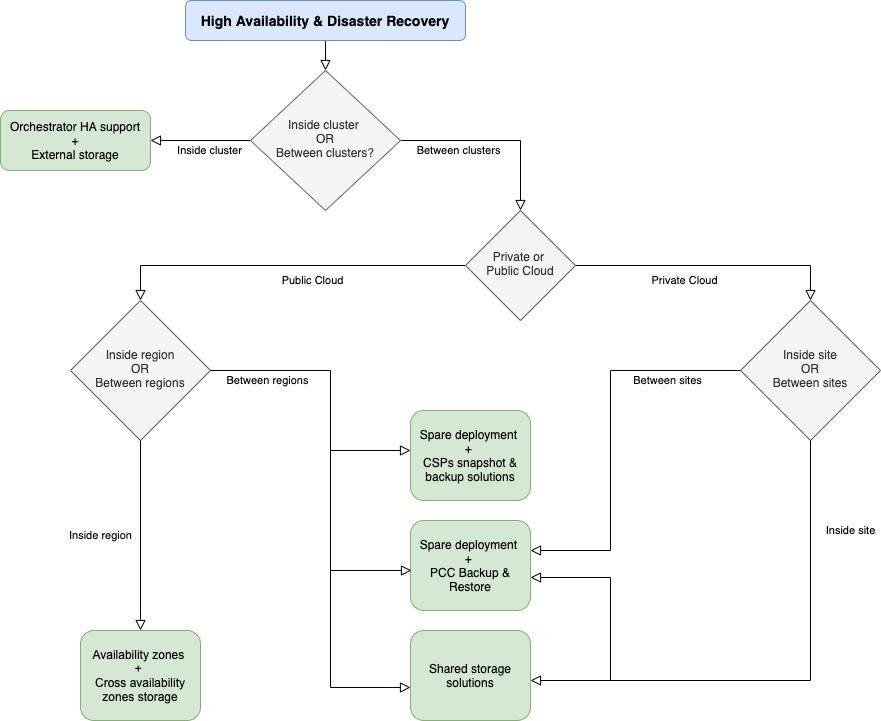 High Availability & Disaster Recovery
Inside cluster
OR
Between clusters?
Orchestrator HA support
+
External storage
Inside cluster
Between clusters
Private or
Public Cloud
Public Cloud
Private Cloud
Inside region
OR
Between regions
Inside site
OR
Between sites
Between regions
Between sites
Spare deployment
+
CSPs snapshot &
backup solutions
Inside region
Inside site
Spare deployment
+
PCC Backup &
Restore
Availability zones
+
Cross availability
zones storage
Shared storage
solutions